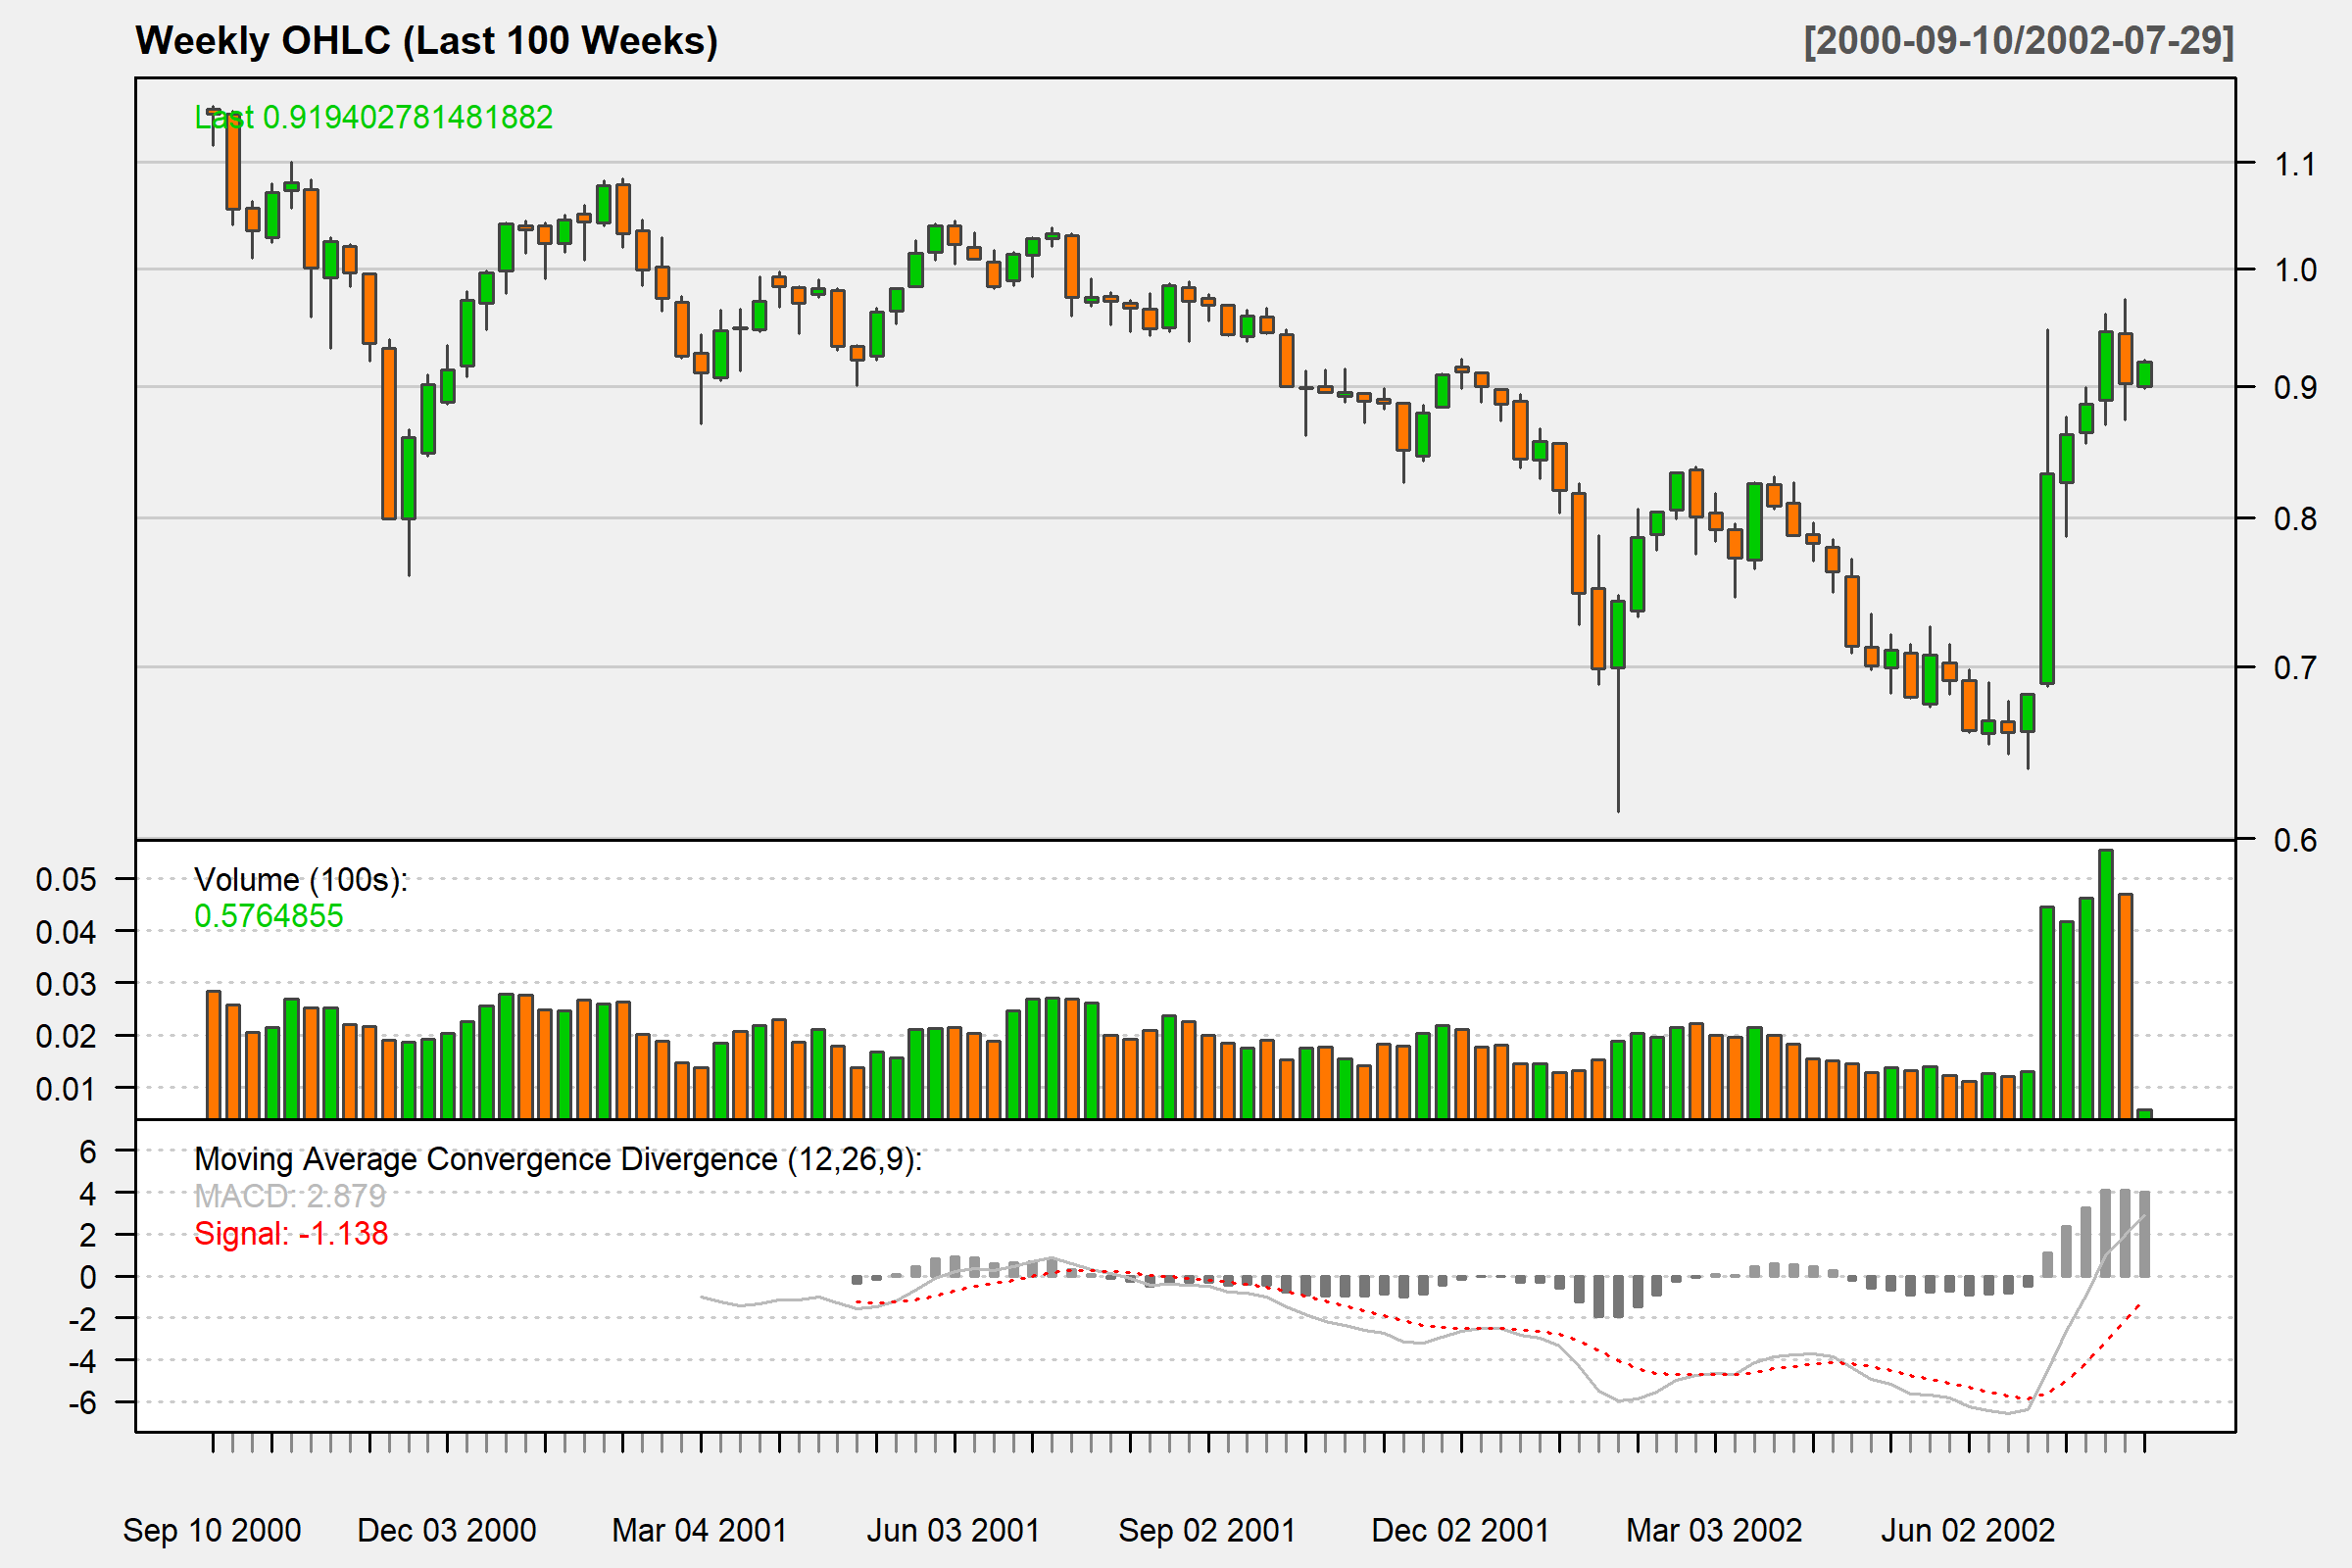 Weekly OHLC (Last 100 Weeks)
[2000-09-10/2002-07-29]
Last 0.919402781481882
1.1
1.0
0.9
0.8
0.7
0.6
Volume (100s):
0.5764855
0.05
0.04
0.03
0.02
0.01
Moving Average Convergence Divergence (12,26,9):
MACD: 2.879
Signal: -1.138
6
4
2
0
-2
-4
-6
Sep 10 2000 Dec 03 2000 Mar 04 2001 Jun 03 2001 Sep 02 2001 Dec 02 2001 Mar 03 2002 Jun 02 2002